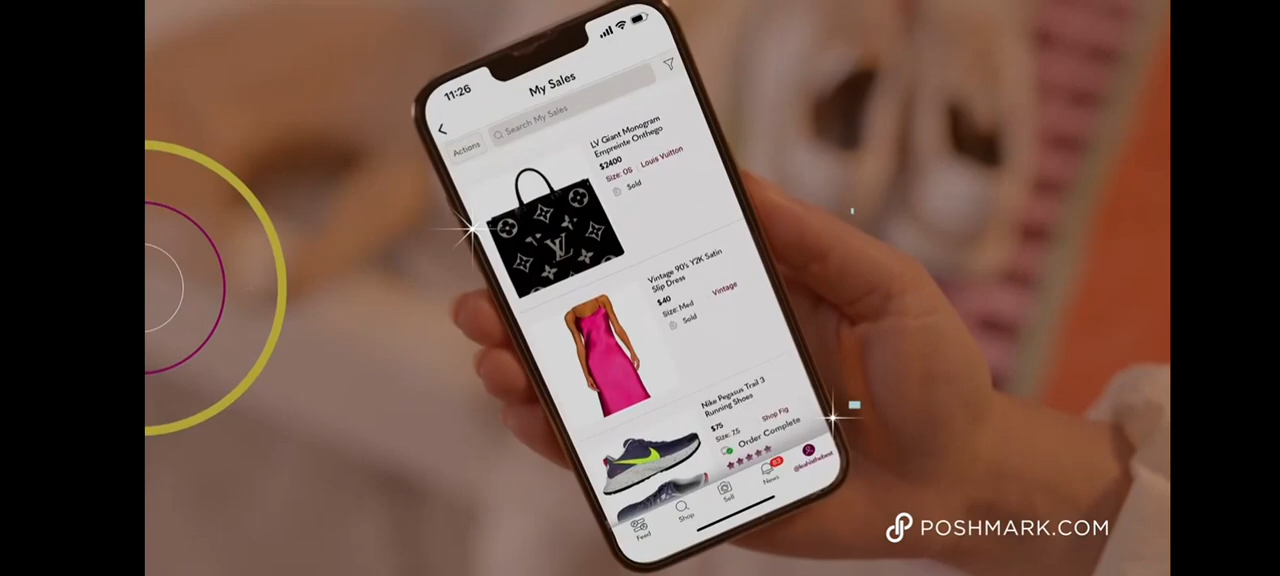 11:26
My Sales
Search My Sales
Actions
LV Giant Monogram
Empreinte Onthego
$2400
Size: OS | Louis Vuitton
Sold
Vintage 90's Y2K Satin
Slip Dress
$40
Size: Med
Vintage
Sold
Nike Pegasus Trail 3
Running Shoes
$75
Size: 7.5
Shop Fig
Order Complete
Feed
Shop
Sell
News
63
POSHMARK.COM